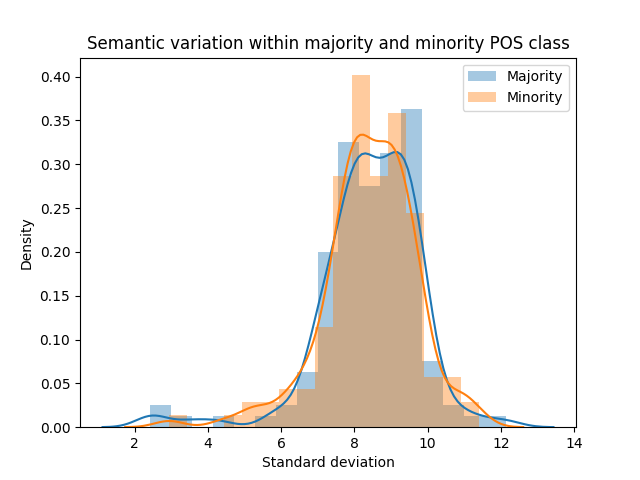 Semantic variation within majority and minority POS class
Majority
Minority
Density
0.40
0.35
0.30
0.25
0.20
0.15
0.10
0.05
0.00
2 4 6 8 10 12 14
Standard deviation